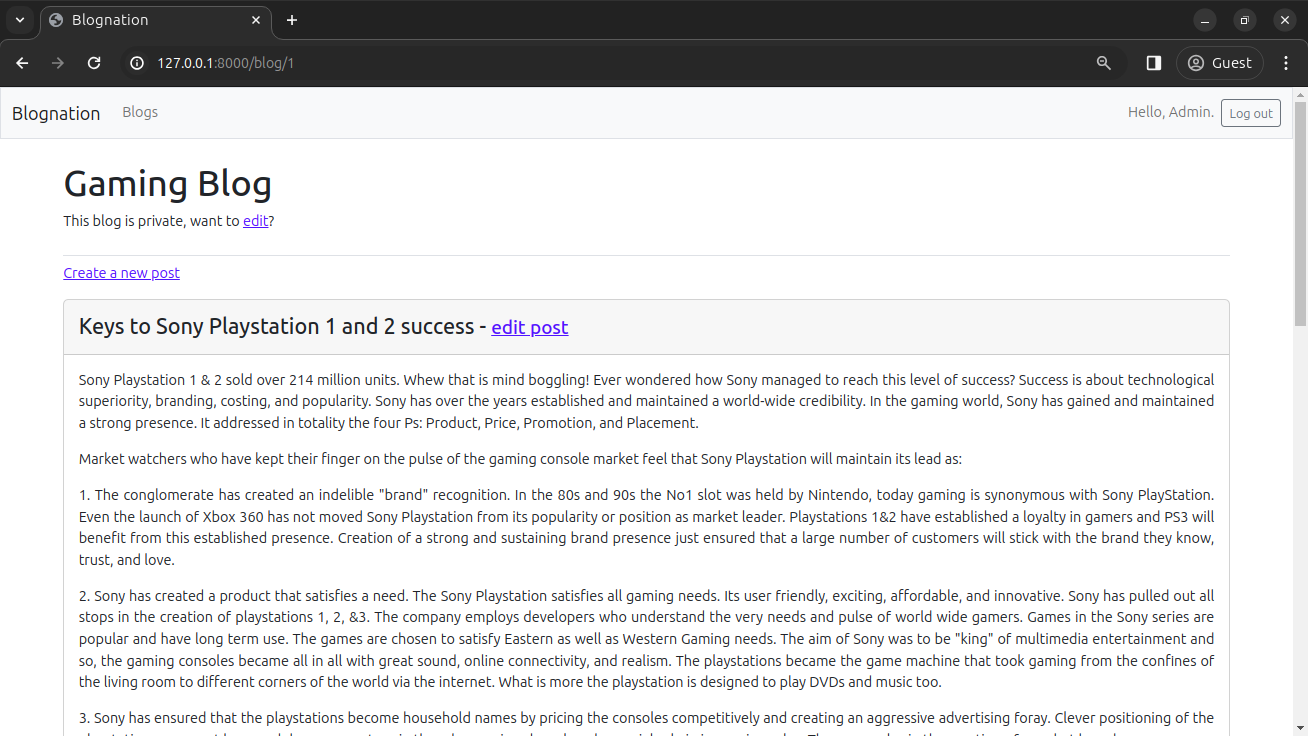 Blognation
127.0.0.1:8000/blog/1
Guest
Blognation Blogs Hello, Admin. Log out
Gaming Blog
This blog is private, want to edit?
Create a new post
Keys to Sony Playstation 1 and 2 success - edit post
Sony Playstation 1 & 2 sold over 214 million units. Whew that is mind boggling! Ever wondered how Sony managed to reach this level of success? Success is about technological
superiority, branding, costing, and popularity. Sony has over the years established and maintained a world-wide credibility. In the gaming world, Sony has gained and maintained
a strong presence. It addressed in totality the four Ps: Product, Price, Promotion, and Placement.
Market watchers who have kept their finger on the pulse of the gaming console market feel that Sony Playstation will maintain its lead as:
1. The conglomerate has created an indelible "brand" recognition. In the 80s and 90s the No1 slot was held by Nintendo, today gaming is synonymous with Sony PlayStation.
Even the launch of Xbox 360 has not moved Sony Playstation from its popularity or position as market leader. Playstations 1&2 have established a loyalty in gamers and PS3 will
benefit from this established presence. Creation of a strong and sustaining brand presence just ensured that a large number of customers will stick with the brand they know,
trust, and love.
2. Sony has created a product that satisfies a need. The Sony Playstation satisfies all gaming needs. Its user friendly, exciting, affordable, and innovative. Sony has pulled out all
stops in the creation of playstations 1, 2, &3. The company employs developers who understand the very needs and pulse of world wide gamers. Games in the Sony series are
popular and have long term use. The games are chosen to satisfy Eastern as well as Western Gaming needs. The aim of Sony was to be "king" of multimedia entertainment and
so, the gaming consoles became all in all with great sound, online connectivity, and realism. The playstations became the game machine that took gaming from the confines of
the living room to different corners of the world via the internet. What is more the playstation is designed to play DVDs and music too.
3. Sony has ensured that the playstations become household names by pricing the consoles competitively and creating an aggressive advertising foray. Clever positioning of the